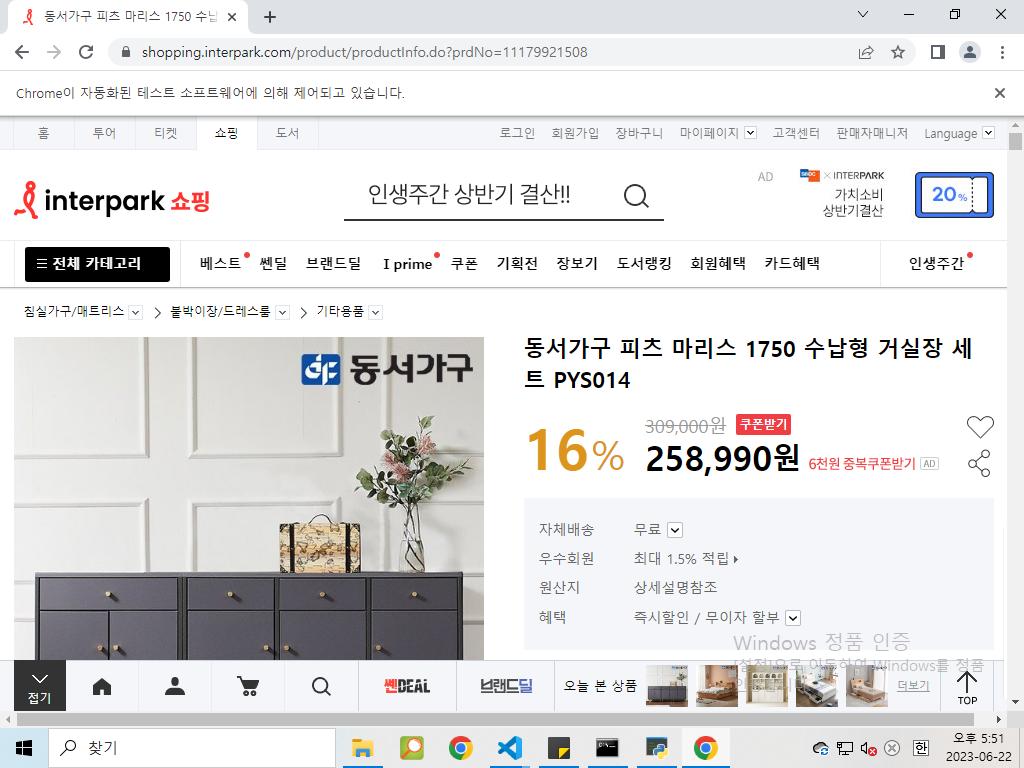 동서가구 피츠 마리스 1750 수납
shopping.interpark.com/product/productInfo.do?prdNo=11179921508
Chrome이 자동화된 테스트 소프트웨어에 의해 제어되고 있습니다.
홈 투어 티켓 쇼핑 도서 로그인 회원가입 장바구니 마이페이지 고객센터 판매자매니저 Language
interpark 쇼핑
인생주간 상반기 결산!!
AD
× INTERPARK
가치소비
상반기결산
20%
전체 카테고리 베스트 쎈딜 브랜드딜 I prime 쿠폰 기획전 장보기 도서랭킹 회원혜택 카드혜택 인생주간
침실가구/매트리스 붙박이장/드레스룸 기타용품
동서가구
동서가구 피츠 마리스 1750 수납형 거실장 세
트 PYS014
16%
309,000원 쿠폰받기
258,990원 6천원 중복쿠폰받기 AD
자체배송 무료
우수회원 최대 1.5% 적립
원산지 상세설명참조
혜택 즉시할인 / 무이자 할부
Windows 정품 인증
[설정]으로 이동하여 Windows를 정품
접기
쎈DEAL
브랜드딜
오늘 본 상품
더보기
TOP
찾기
한
오후 5:51
2023-06-22